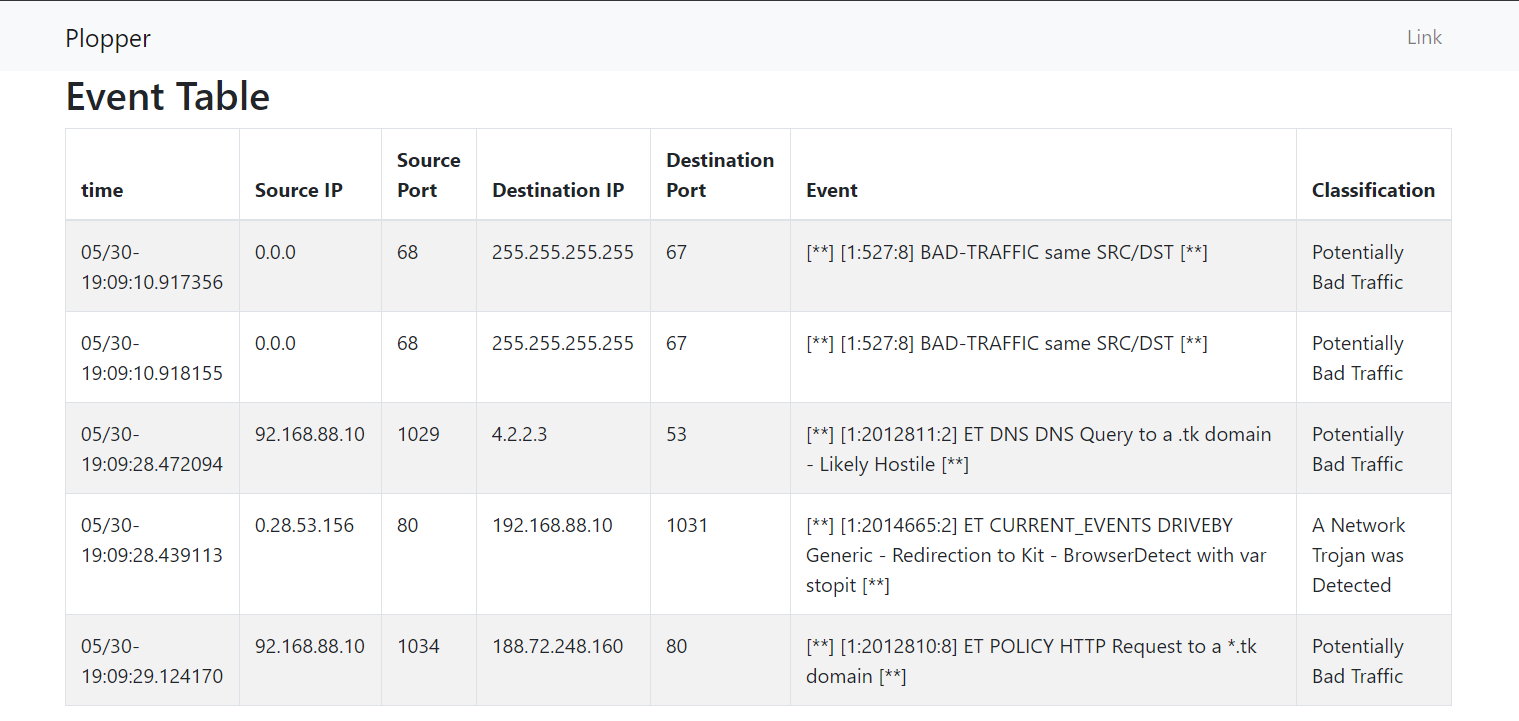 Plopper
Link
Event Table
time
Source IP
Source
Port
Destination IP
Destination
Port
Event
Classification
05/30-
19:09:10.917356
0.0.0
68
255.255.255.255
67
[**] [1:527:8] BAD-TRAFFIC same SRC/DST [**]
Potentially
Bad Traffic
05/30-
19:09:10.918155
0.0.0
68
255.255.255.255
67
[**] [1:527:8] BAD-TRAFFIC same SRC/DST [**]
Potentially
Bad Traffic
05/30-
19:09:28.472094
92.168.88.10
1029
4.2.2.3
53
[**] [1:2012811:2] ET DNS DNS Query to a .tk domain
- Likely Hostile [**]
Potentially
Bad Traffic
05/30-
19:09:28.439113
0.28.53.156
80
192.168.88.10
1031
[**] [1:2014665:2] ET CURRENT_EVENTS DRIVEBY
Generic - Redirection to Kit - BrowserDetect with var
stopit [**]
A Network
Trojan was
Detected
05/30-
19:09:29.124170
92.168.88.10
1034
188.72.248.160
80
[**] [1:2012810:8] ET POLICY HTTP Request to a *.tk
domain [**]
Potentially
Bad Traffic